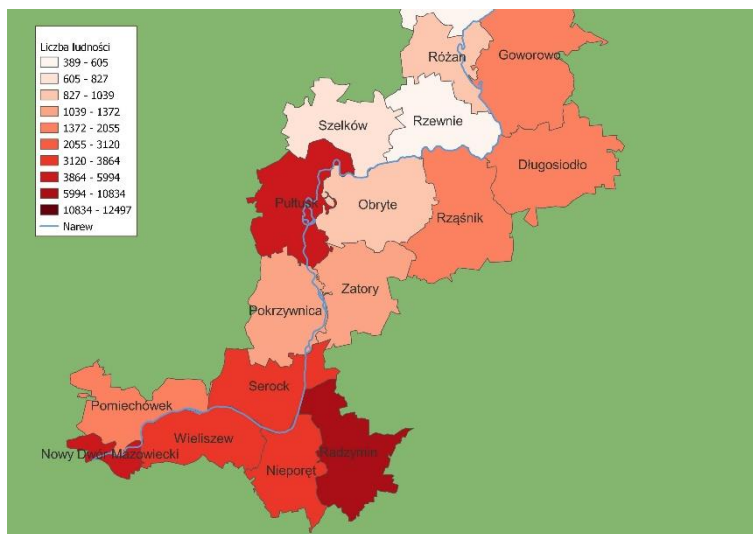 Liczba ludności
389 - 605
605 - 827
827 - 1039
1039 - 1372
1372 - 2055
2055 - 3120
3120 - 3864
3864 - 5994
5994 - 10834
10834 - 12497
Narew
Różan
Goworowo
Szelków
Rzewnie
Długosiodło
Pułtusk
Obryte
Rząśnik
Zatory
Pokrzywnica
Serock
Pomiechówek
Wieliszew
Radzymin
Nowy Dwór Mazowiecki
Nieporęt